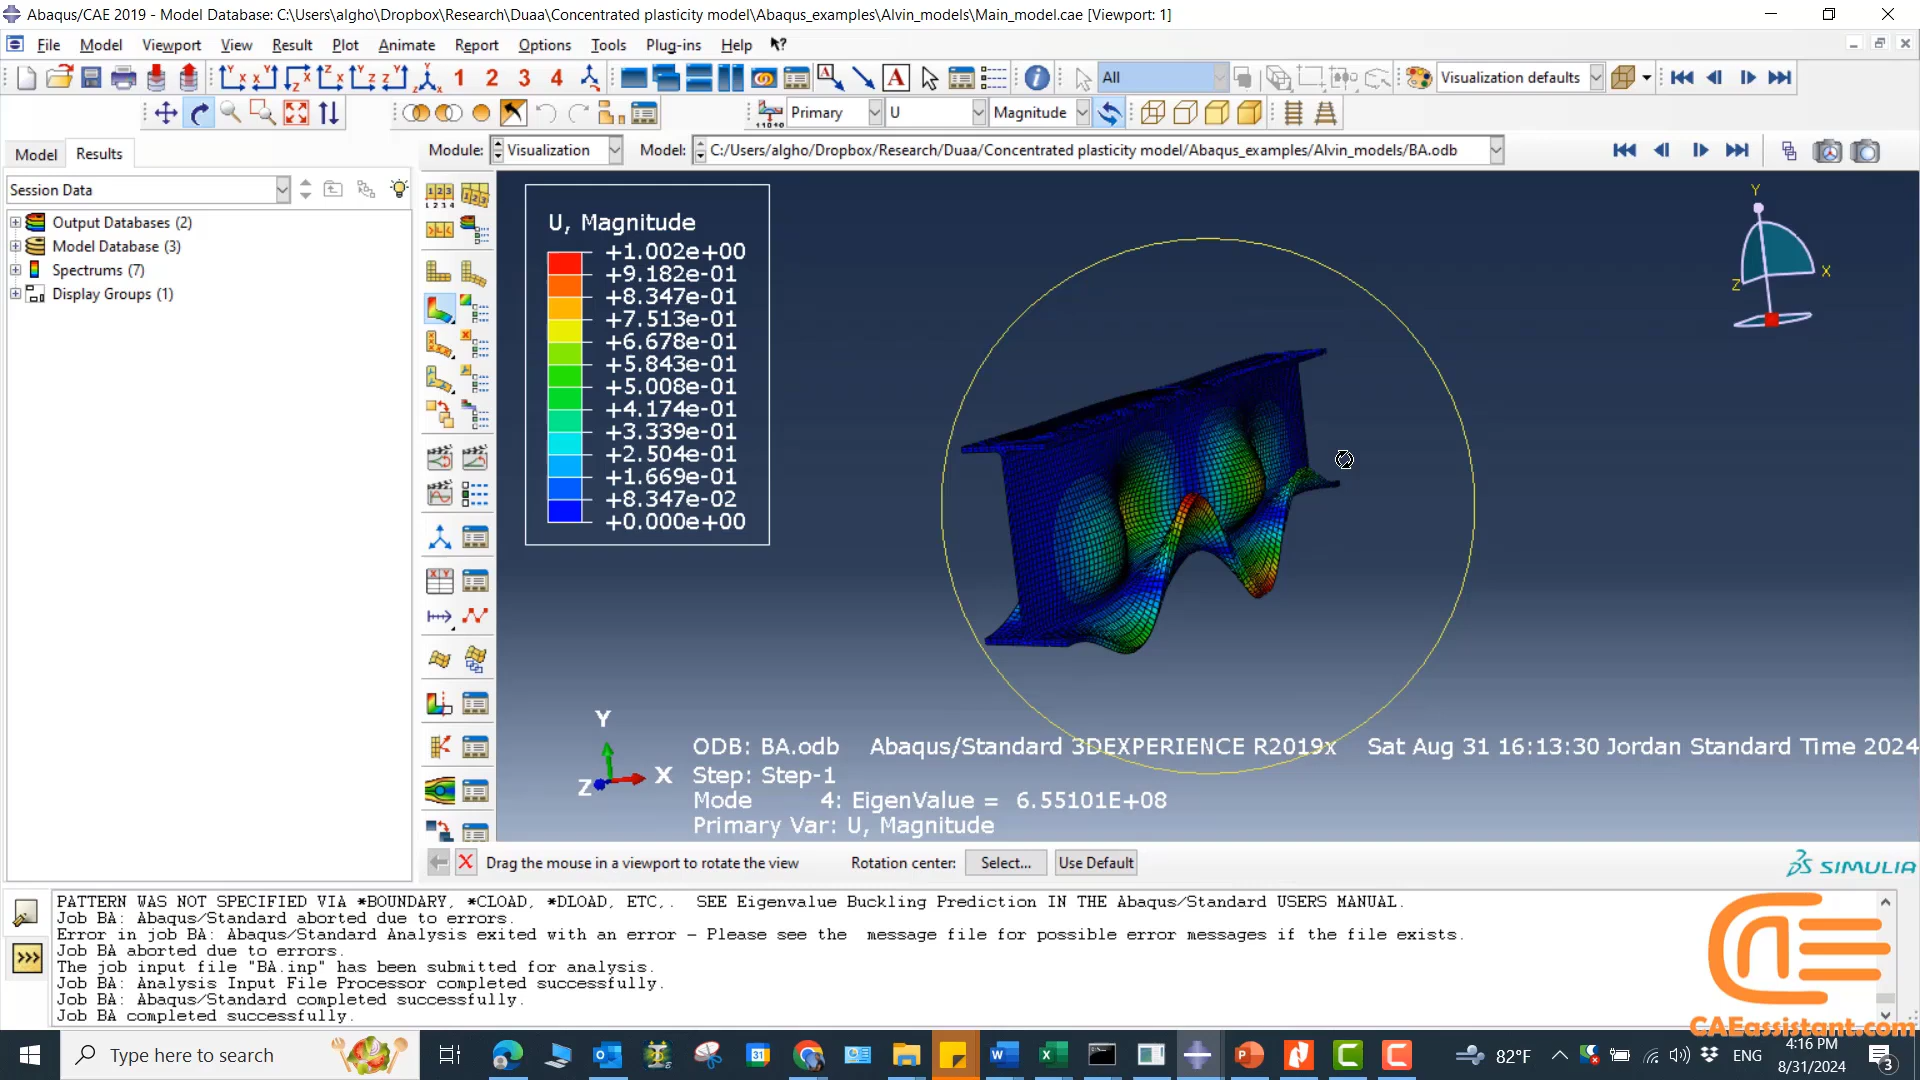 Abaqus/CAE 2019 - Model Database: C:\Users\algho\Dropbox\Research\Duaa\Concentrated plasticity model\Abaqus_examples\Alvin_models\Main_model.cae [Viewport: 1]
File Model Viewport View Result Plot Animate Report Options Tools Plug-ins Help
1 2 3 4 All Visualization defaults
Primary U Magnitude
Model Results Module: Visualization Model: C:/Users/algho/Dropbox/Research/Duaa/Concentrated plasticity model/Abaqus_examples/Alvin_models/BA.odb
Session Data
Output Databases (2)
Model Database (3)
Spectrums (7)
Display Groups (1)
U, Magnitude
+1.002e+00
+9.182e-01
+8.347e-01
+7.513e-01
+6.678e-01
+5.843e-01
+5.008e-01
+4.174e-01
+3.339e-01
+2.504e-01
+1.669e-01
+8.347e-02
+0.000e+00
Y
X
Z
Y
X
Z
ODB: BA.odb Abaqus/Standard 3DEXPERIENCE R2019x Sat Aug 31 16:13:30 Jordan Standard Time 2024
Step: Step-1
Mode 4: EigenValue = 6.55101E+08
Primary Var: U, Magnitude
Drag the mouse in a viewport to rotate the view Rotation center: Select... Use Default
SIMULIA
PATTERN WAS NOT SPECIFIED VIA *BOUNDARY, *CLOAD, *DLOAD, ETC,. SEE Eigenvalue Buckling Prediction IN THE Abaqus/Standard USERS MANUAL.
Job BA: Abaqus/Standard aborted due to errors.
Error in job BA: Abaqus/Standard Analysis exited with an error - Please see the message file for possible error messages if the file exists.
Job BA aborted due to errors.
The job input file "BA.inp" has been submitted for analysis.
Job BA: Analysis Input File Processor completed successfully.
Job BA: Abaqus/Standard completed successfully.
Job BA completed successfully.
CAEassistant.com
Type here to search
82°F
ENG
4:16 PM
8/31/2024
3